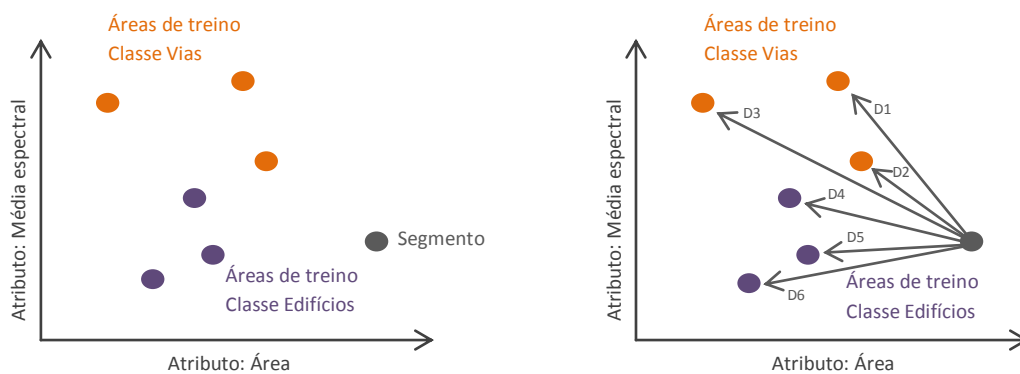 Áreas de treino
Classe Vias
Atributo: Média espectral
Segmento
Áreas de treino
Classe Edifícios
Atributo: Área
Áreas de treino
Classe Vias
Atributo: Média espectral
D3
D1
D2
D4
D5
D6
Áreas de treino
Classe Edifícios
Atributo: Área